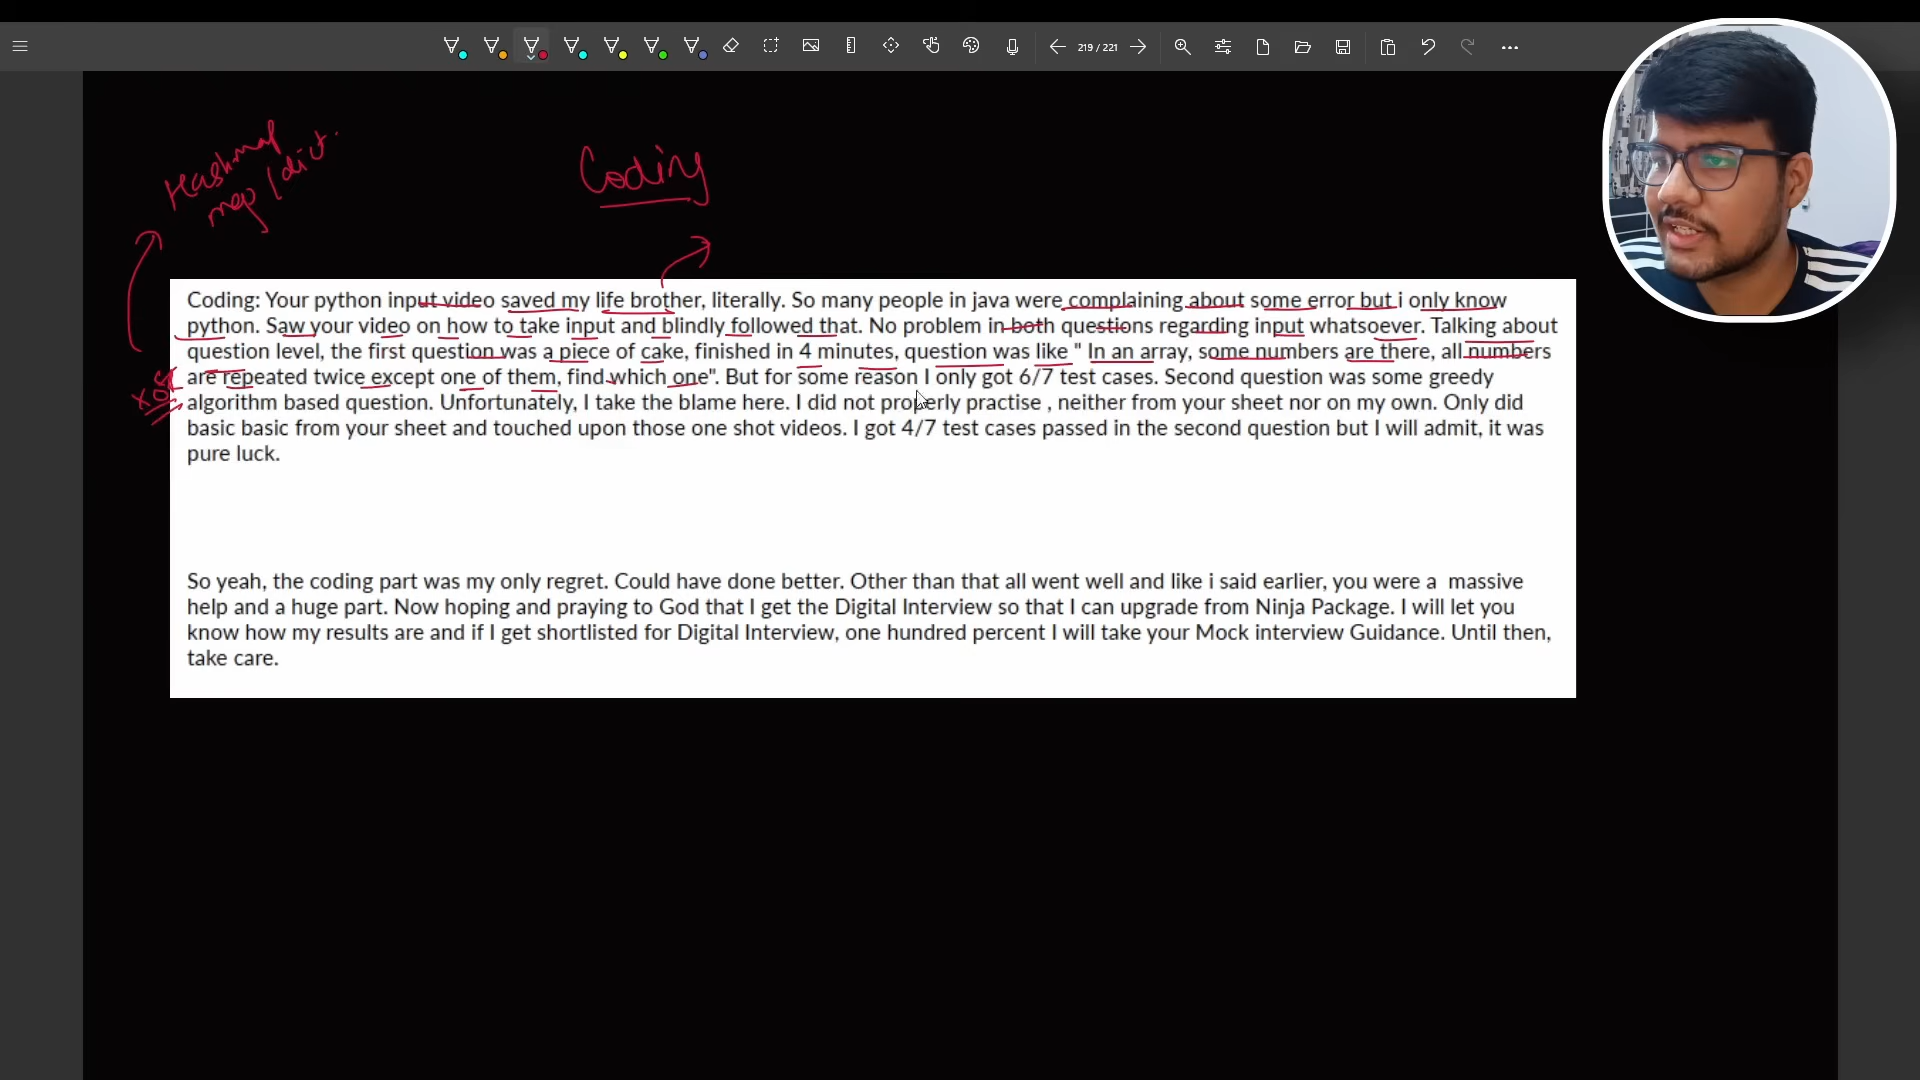 219 / 221
Hashmap
map / dict.
Coding
Coding: Your python input video saved my life brother, literally. So many people in java were complaining about some error but i only know
python. Saw your video on how to take input and blindly followed that. No problem in both questions regarding input whatsoever. Talking about
question level, the first question was a piece of cake, finished in 4 minutes, question was like " In an array, some numbers are there, all numbers
are repeated twice except one of them, find which one". But for some reason I only got 6/7 test cases. Second question was some greedy
XOR
algorithm based question. Unfortunately, I take the blame here. I did not properly practise , neither from your sheet nor on my own. Only did
basic basic from your sheet and touched upon those one shot videos. I got 4/7 test cases passed in the second question but I will admit, it was
pure luck.
So yeah, the coding part was my only regret. Could have done better. Other than that all went well and like i said earlier, you were a massive
help and a huge part. Now hoping and praying to God that I get the Digital Interview so that I can upgrade from Ninja Package. I will let you
know how my results are and if I get shortlisted for Digital Interview, one hundred percent I will take your Mock interview Guidance. Until then,
take care.